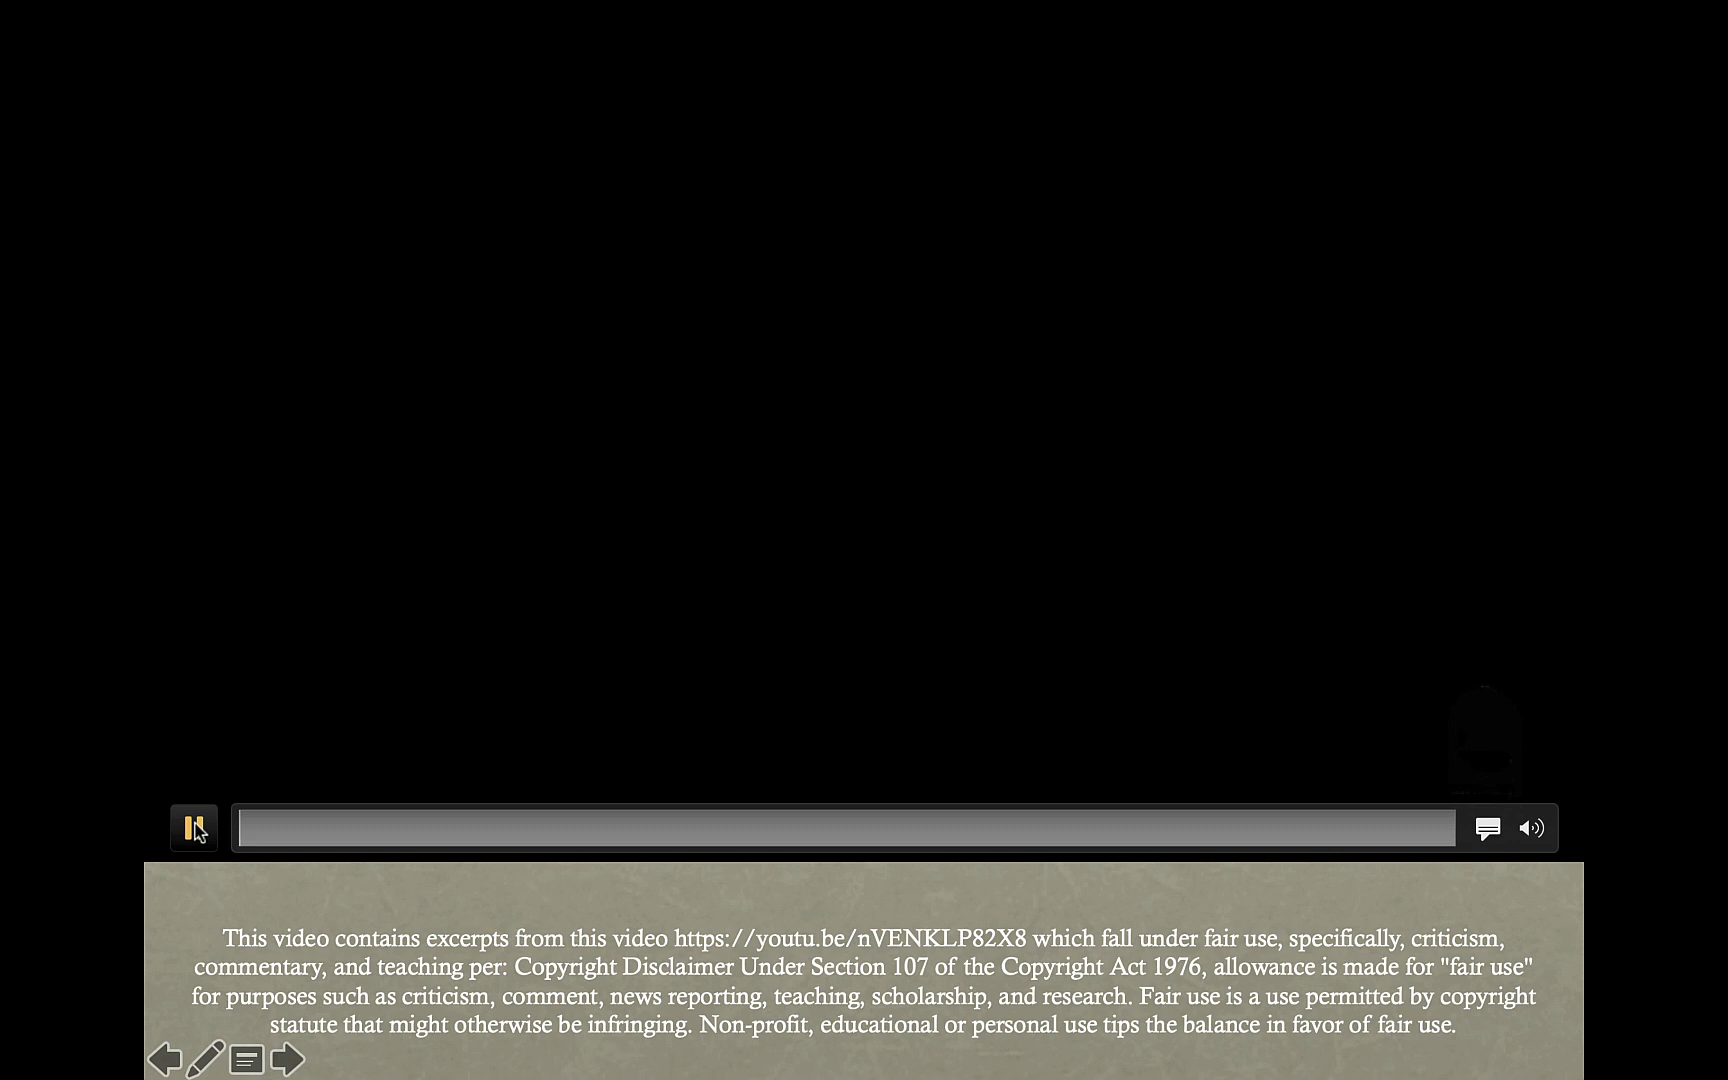 This video contains excerpts from this video https://youtu.be/nVENKLP82X8 which fall under fair use, specifically, criticism,
commentary, and teaching per: Copyright Disclaimer Under Section 107 of the Copyright Act 1976, allowance is made for "fair use"
for purposes such as criticism, comment, news reporting, teaching, scholarship, and research. Fair use is a use permitted by copyright
statute that might otherwise be infringing. Non-profit, educational or personal use tips the balance in favor of fair use.